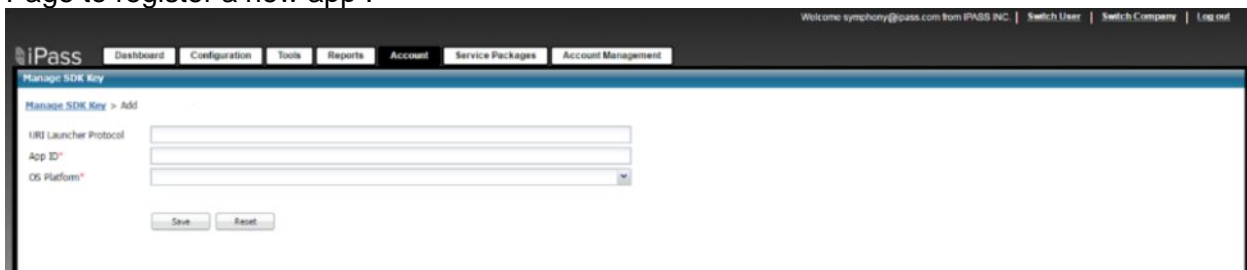 Page to register a new app :
Welcome symphony@ipass.com from IPASS INC. | Switch User | Switch Company | Log out
iPass Dashboard Configuration Tools Reports Account Service Packages Account Management
Manage SDK Key
Manage SDK Key > Add
URI Launcher Protocol
App ID*
OS Platform*
Save Reset